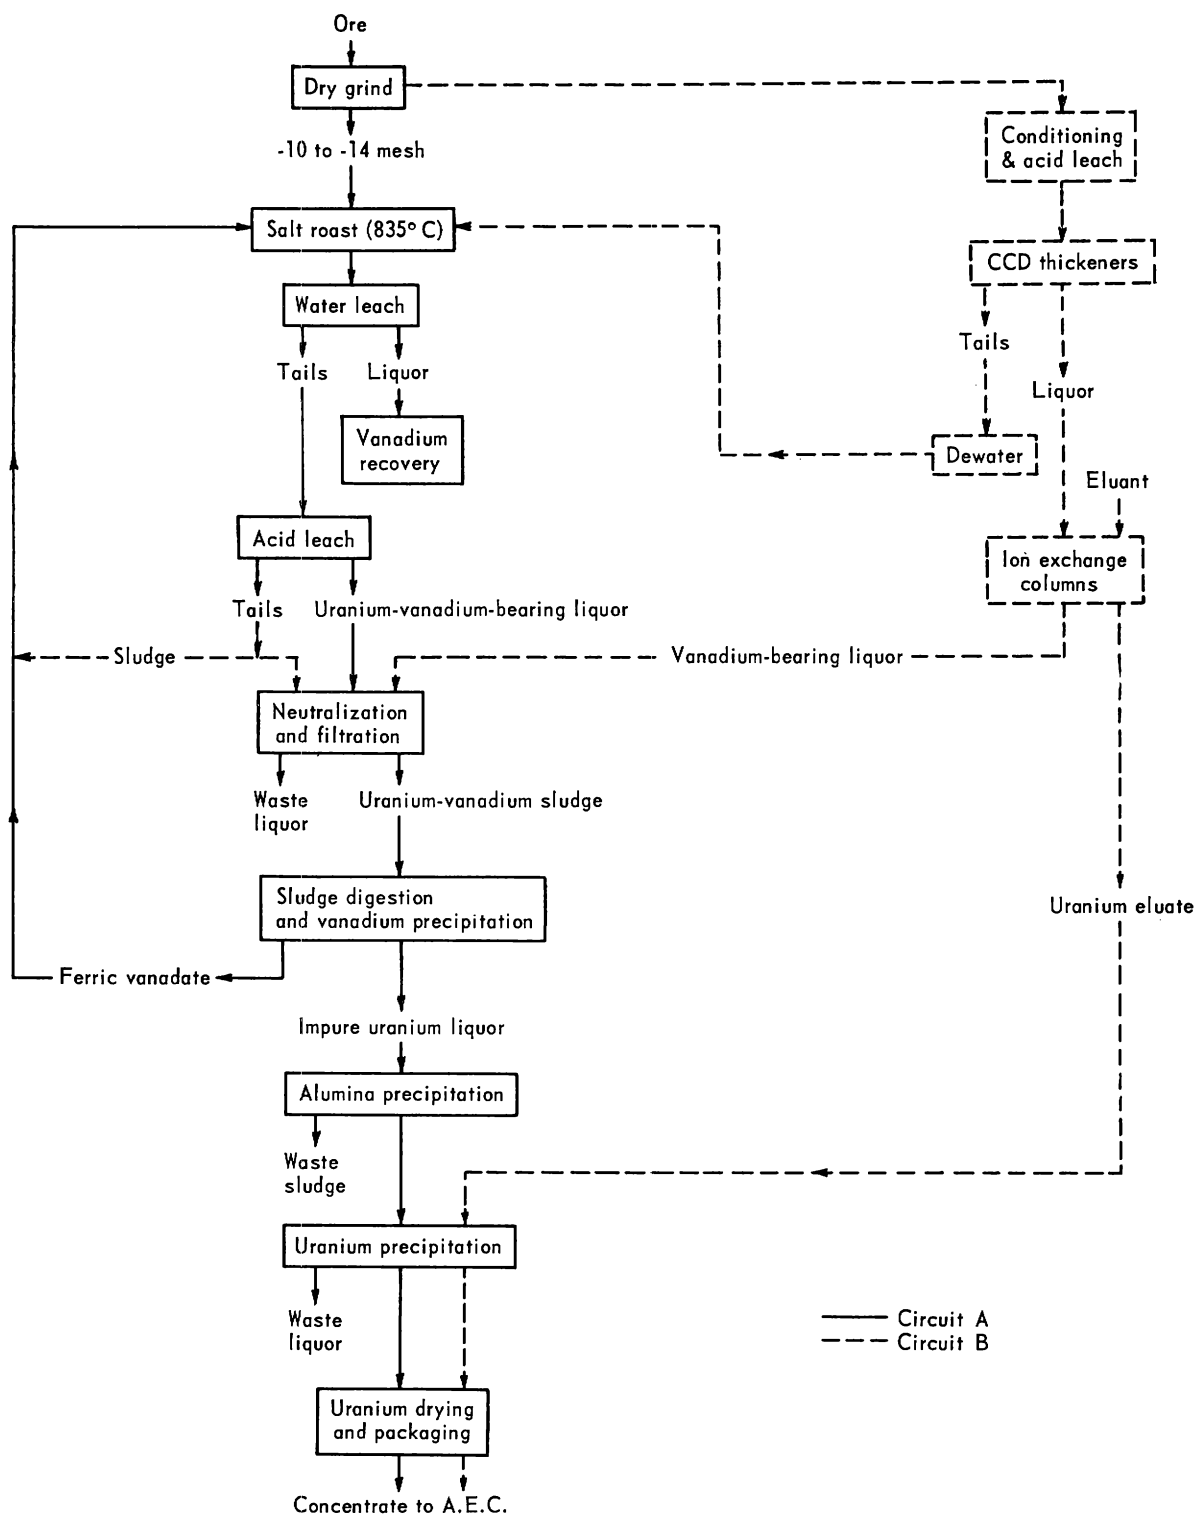 Ore
Dry grind
-10 to -14 mesh
Conditioning
& acid leach
Salt roast (835° C)
CCD thickeners
Water leach
Tails
Liquor
Tails
Liquor
Vanadium
recovery
Dewater
Eluant
Acid leach
Ion exchange
columns
Tails
Uranium-vanadium-bearing liquor
Sludge
Vanadium-bearing liquor
Neutralization
and filtration
Waste
liquor
Uranium-vanadium sludge
Sludge digestion
and vanadium precipitation
Uranium eluate
Ferric vanadate
Impure uranium liquor
Alumina precipitation
Waste
sludge
Uranium precipitation
Waste
liquor
Circuit A
Circuit B
Uranium drying
and packaging
Concentrate to A.E.C.